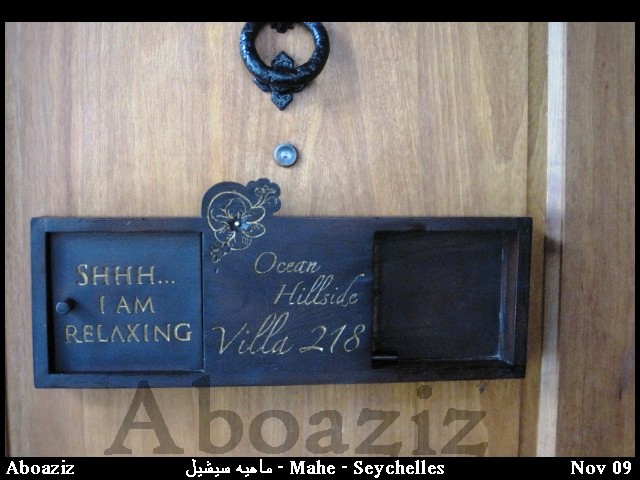 SHHH...
I AM
RELAXING
Ocean
Hillside
Villa 218
Aboaziz
Aboaziz
ماهيه سيشيل - Mahe - Seychelles
Nov 09